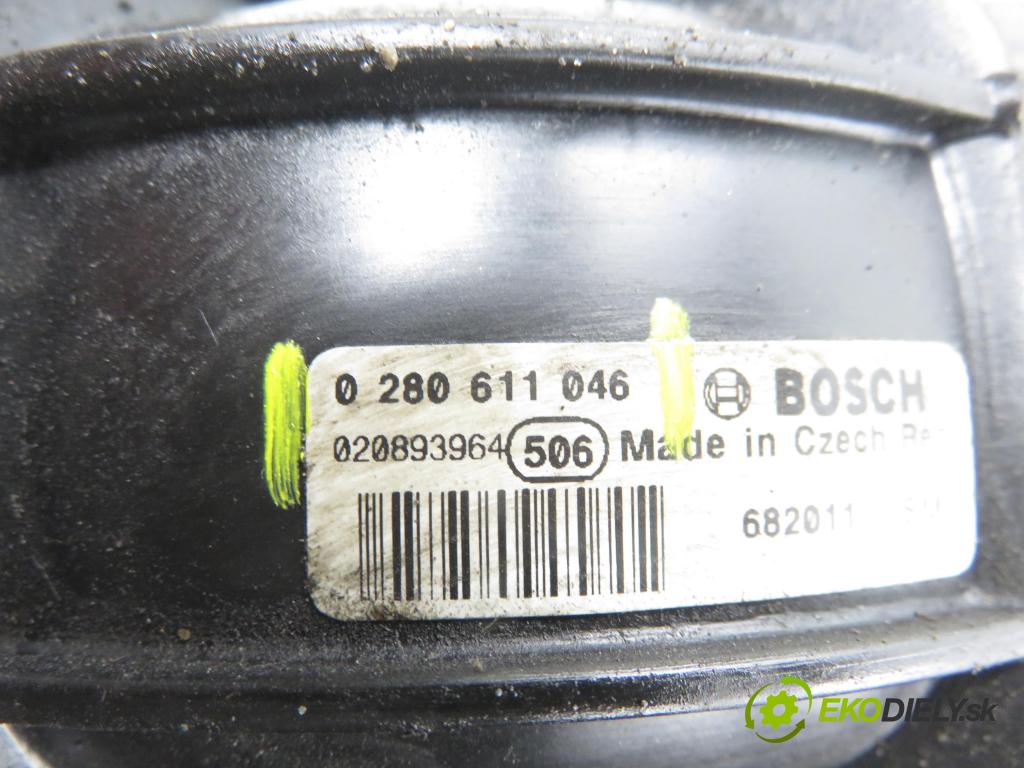 0 280 611 046 BOSCH
020893964 506 Made in Czech
682011
EKODIELY.sk